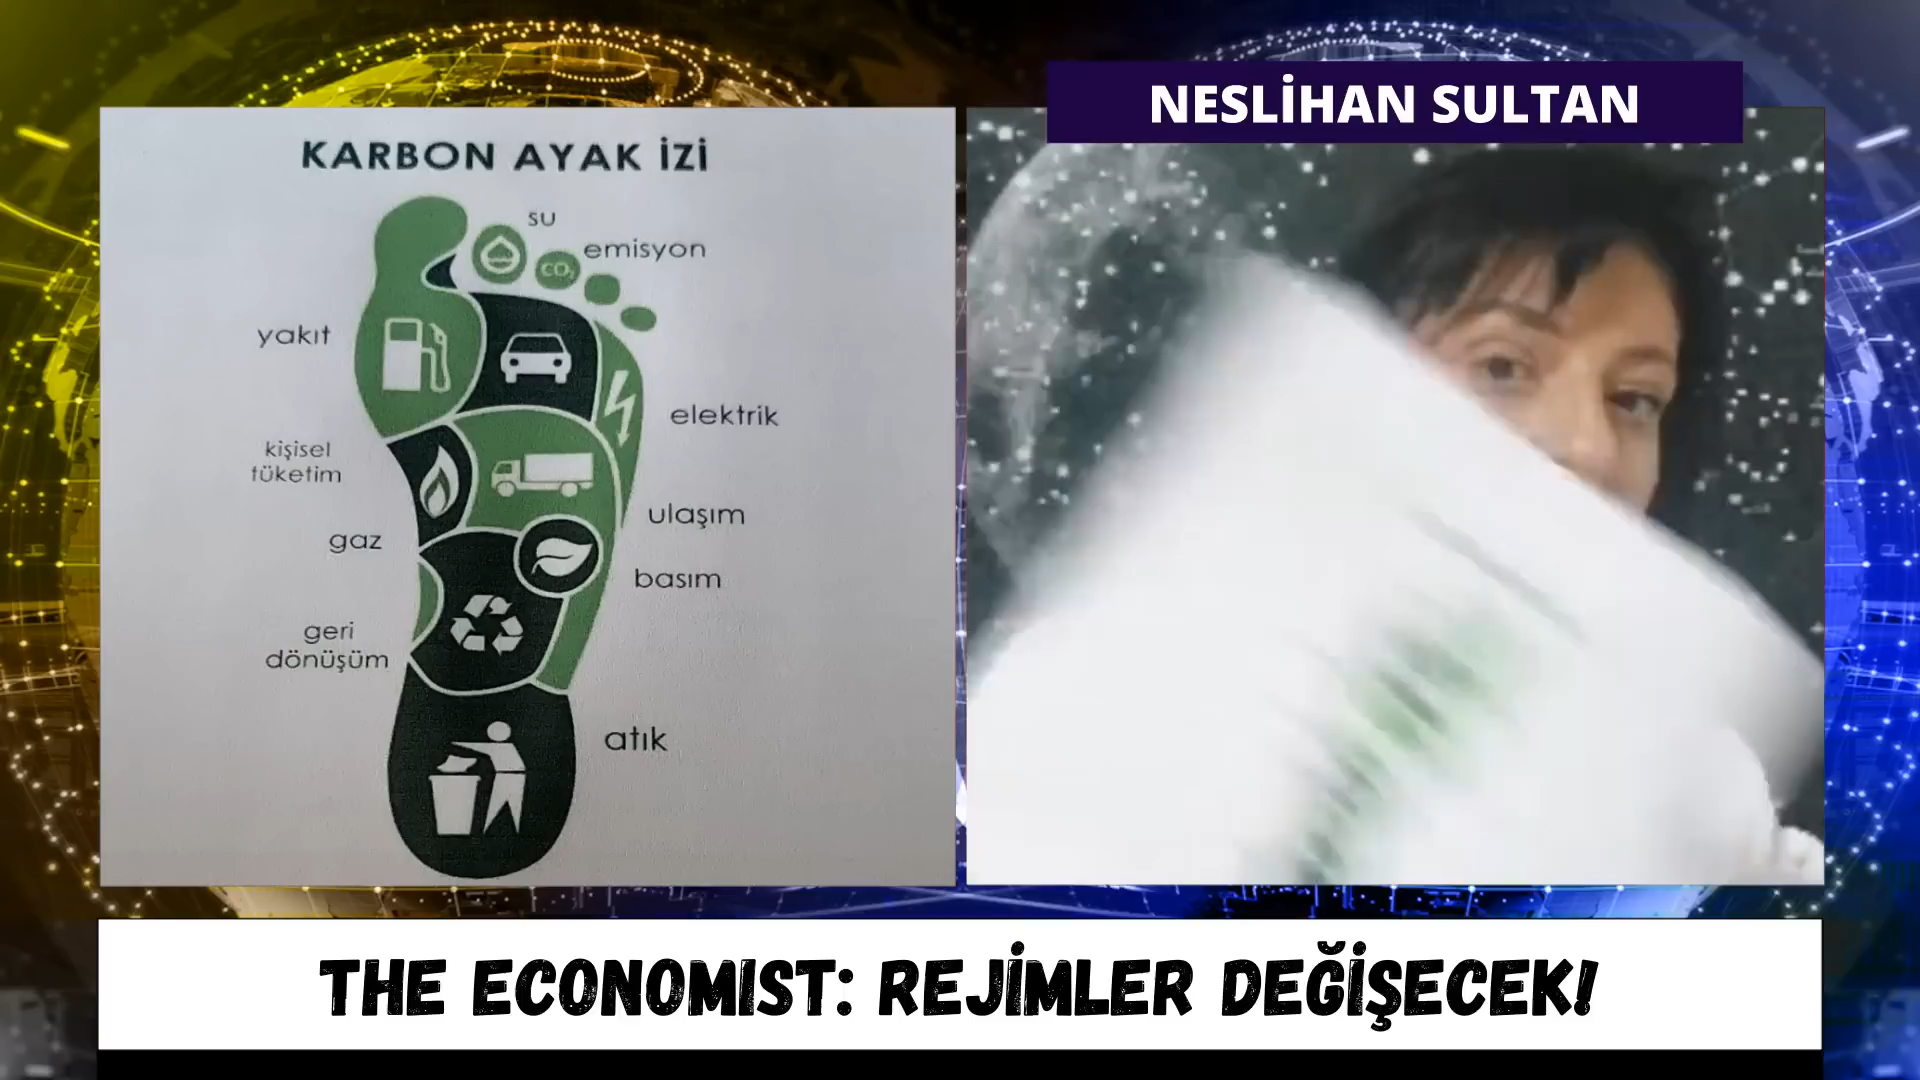 NESLİHAN SULTAN
KARBON AYAK İZİ
su
emisyon
CO₂
yakıt
elektrik
kişisel
tüketim
ulaşım
gaz
basım
geri
dönüşüm
atık
THE ECONOMIST: REJİMLER DEĞİŞECEK!